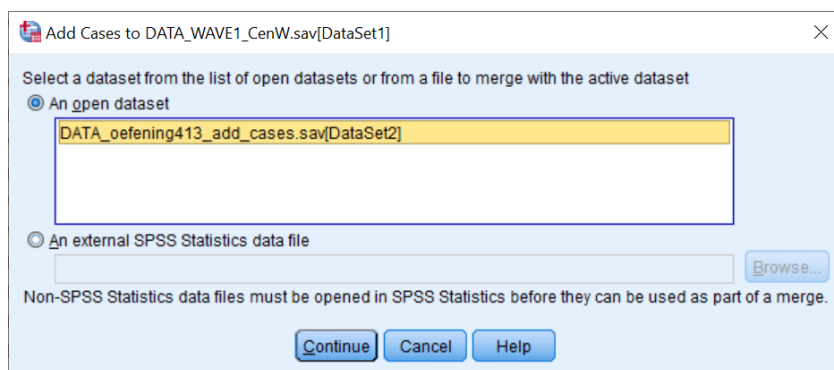 Add Cases to DATA_WAVE1_CenW.sav[DataSet1]
Select a dataset from the list of open datasets or from a file to merge with the active dataset
An open dataset
DATA_oefening413_add_cases.sav[DataSet2]
An external SPSS Statistics data file
Browse...
Non-SPSS Statistics data files must be opened in SPSS Statistics before they can be used as part of a merge.
Continue Cancel Help